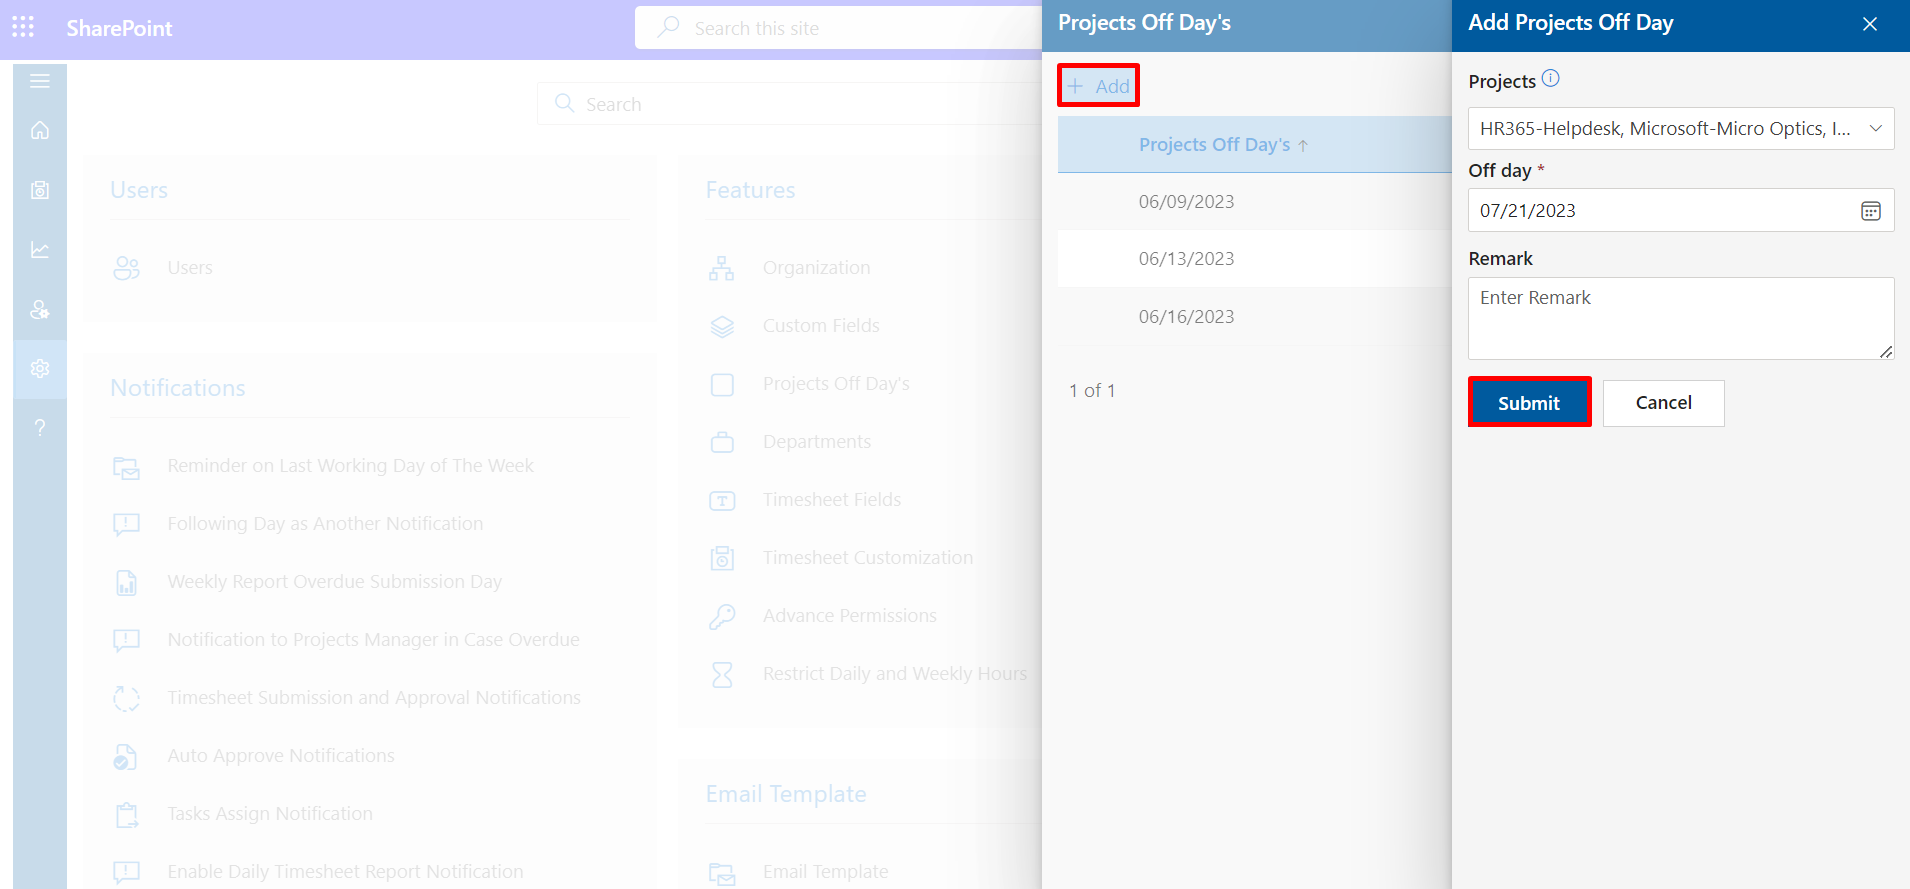 SharePoint
Search this site
Search
Users
Users
Notifications
Reminder on Last Working Day of The Week
Following Day as Another Notification
Weekly Report Overdue Submission Day
Notification to Projects Manager in Case Overdue
Timesheet Submission and Approval Notifications
Auto Approve Notifications
Tasks Assign Notification
Enable Daily Timesheet Report Notification
Features
Organization
Custom Fields
Projects Off Day's
Departments
Timesheet Fields
Timesheet Customization
Advance Permissions
Restrict Daily and Weekly Hours
Email Template
Email Template
Projects Off Day's
+ Add
Projects Off Day's ↑
06/09/2023
06/13/2023
06/16/2023
1 of 1
Add Projects Off Day
Projects
HR365-Helpdesk, Microsoft-Micro Optics, I...
Off day *
07/21/2023
Remark
Enter Remark
Submit
Cancel